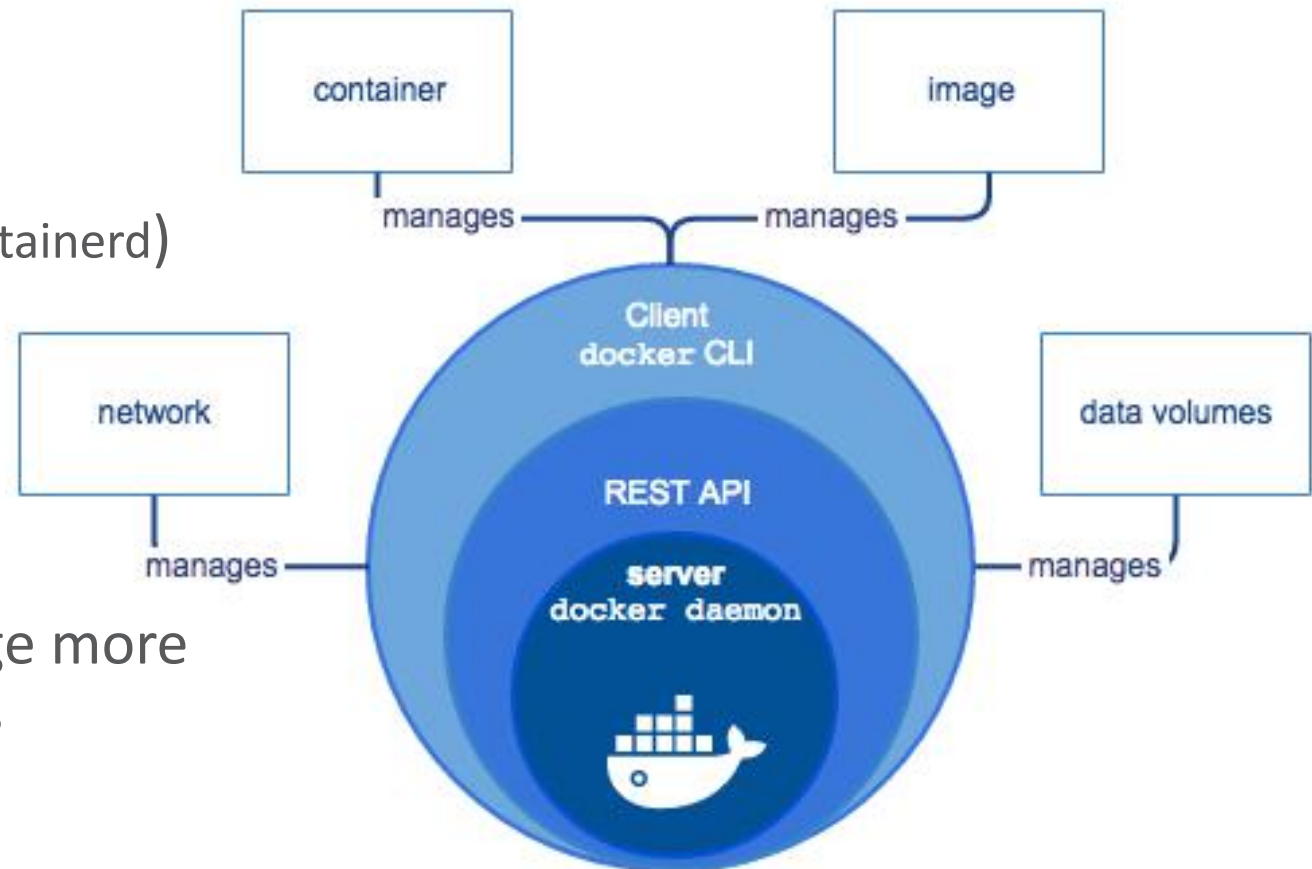 container
image
manages
manages
tainerd)
Client
docker CLI
network
data volumes
REST API
manages
manages
server
docker daemon
ge more